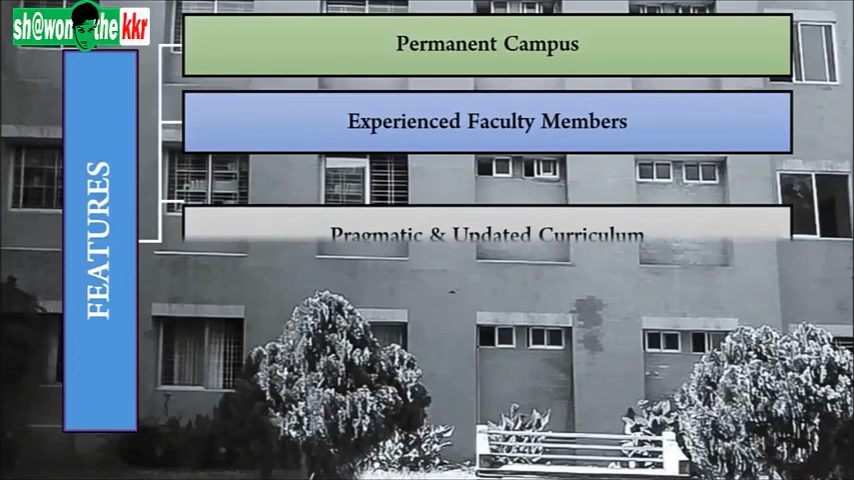 sh@won the kkr
Permanent Campus
Experienced Faculty Members
Pragmatic & Updated Curriculum
FEATURES